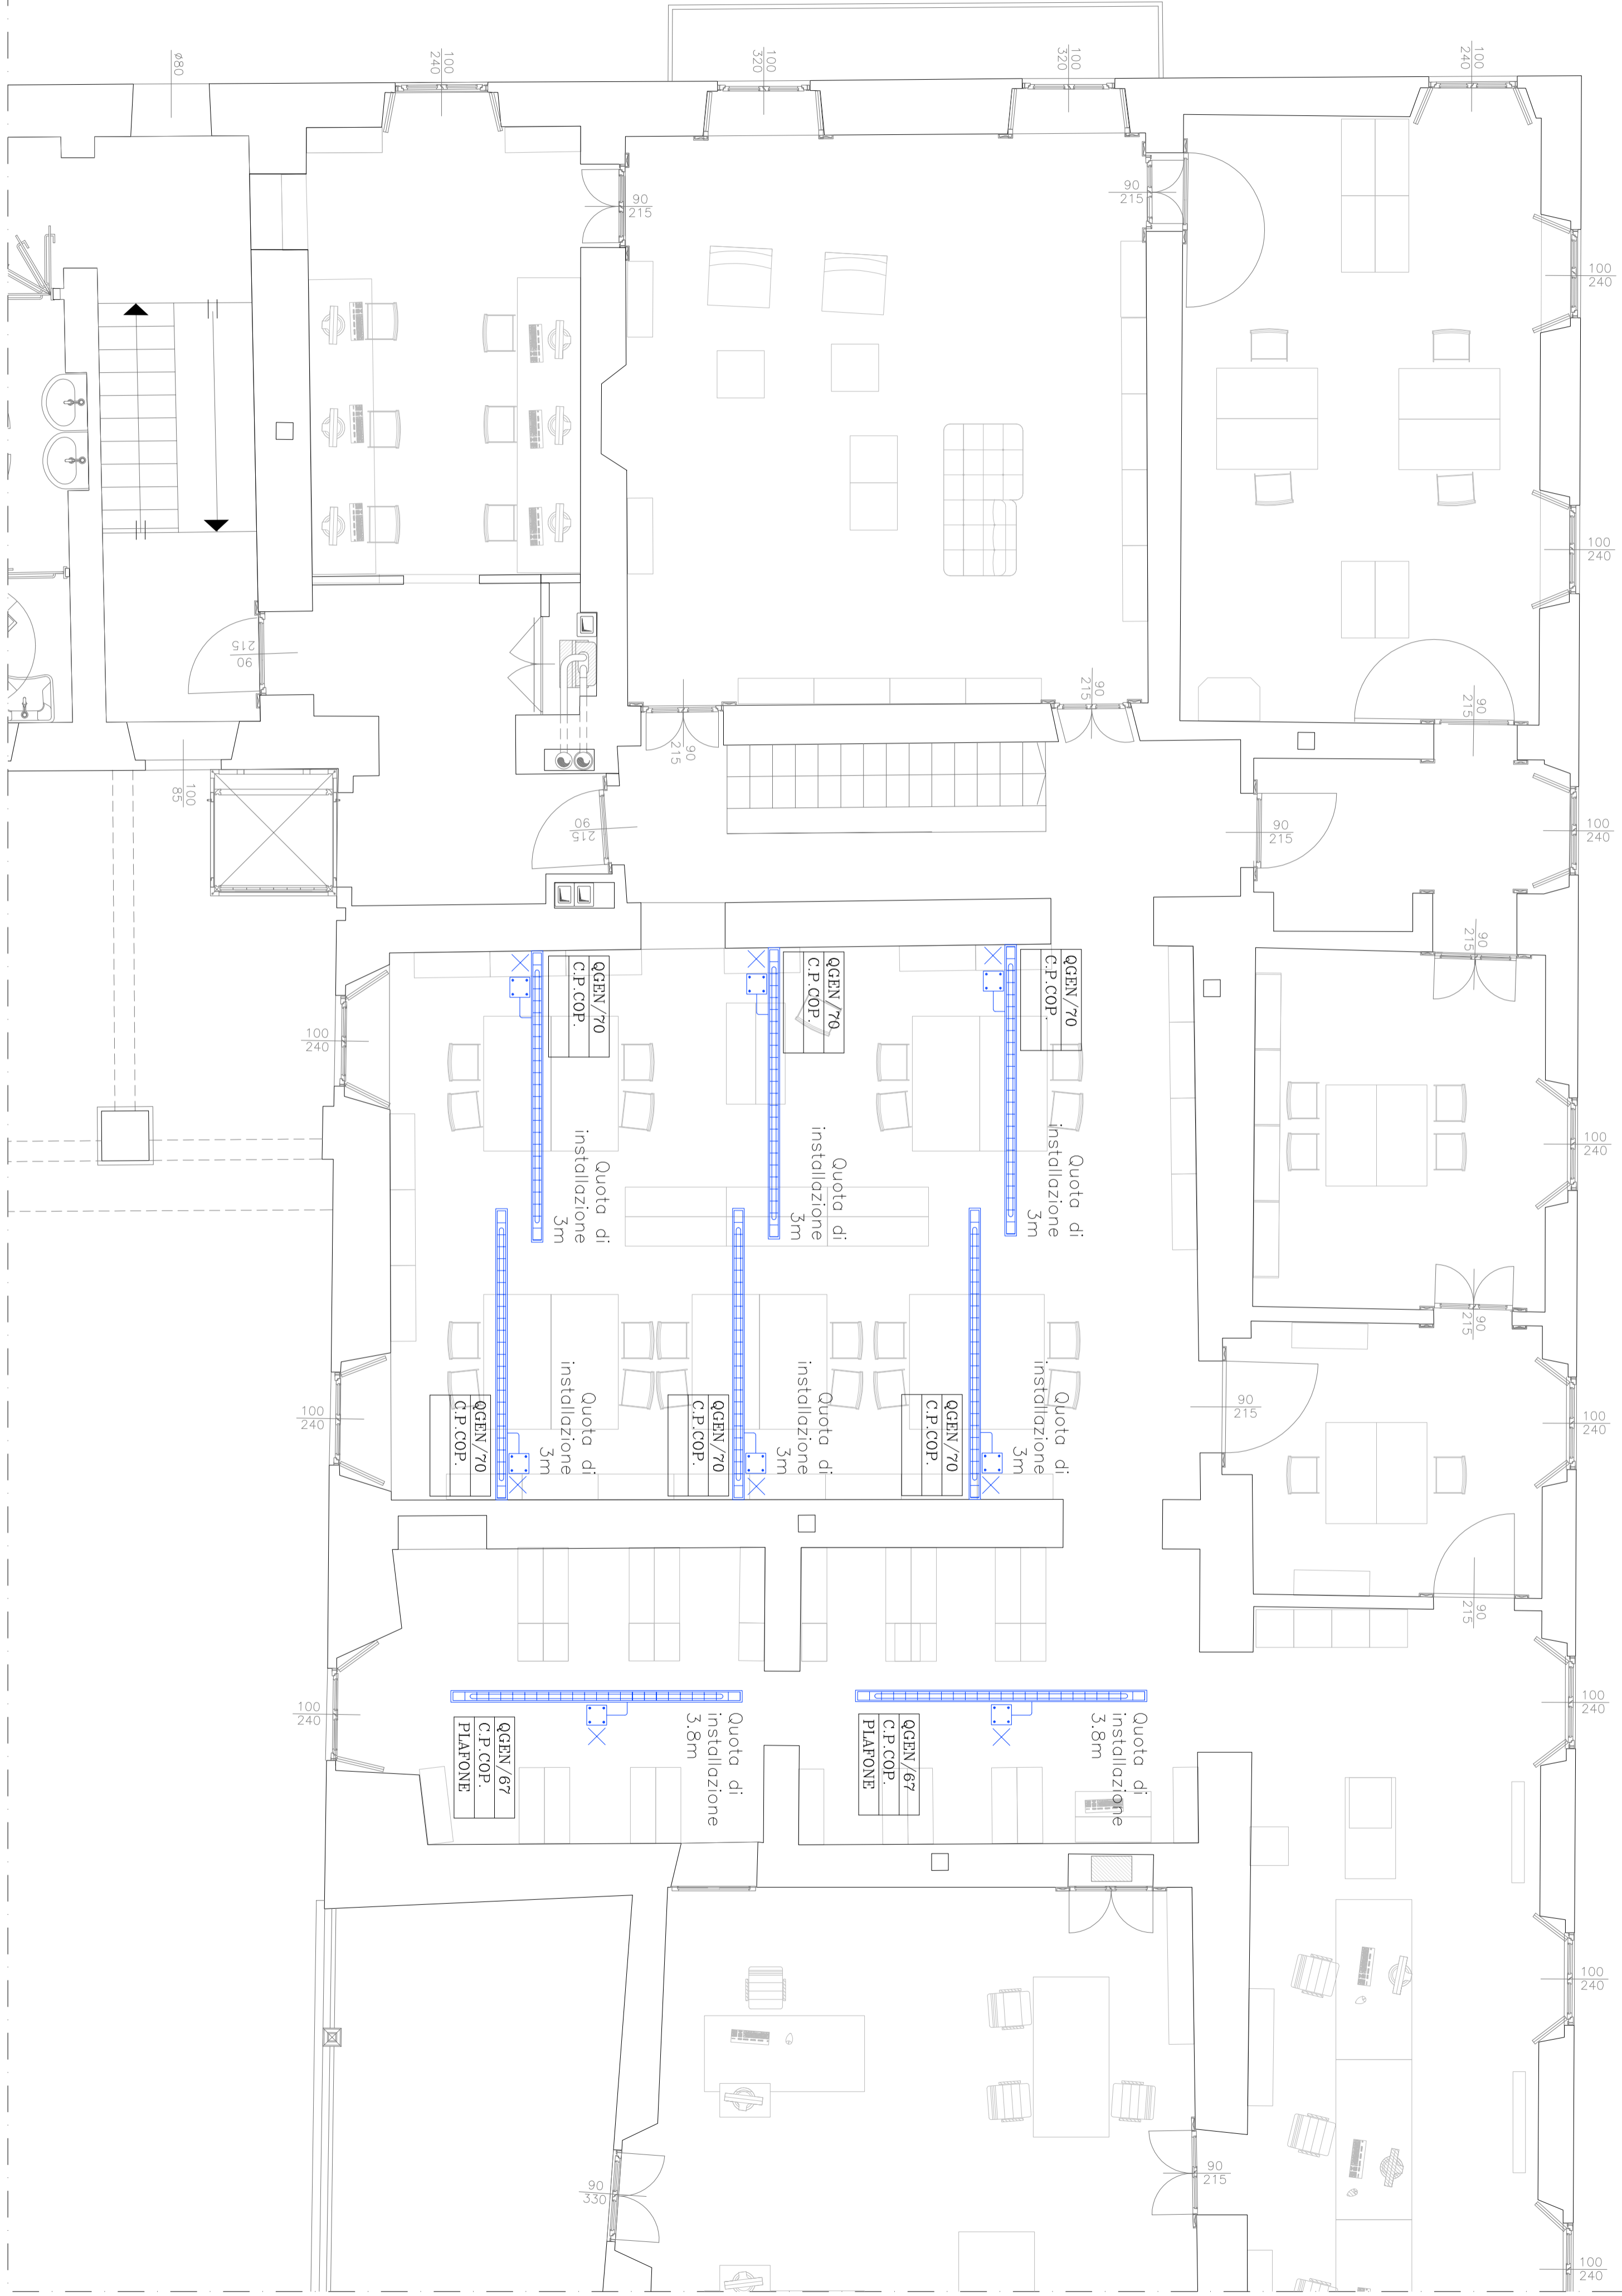 ø80
100
240
100
320
100
320
100
240
90
215
90
215
100
240
100
240
90
215
90
215
90
215
90
215
100
85
90
215
90
215
100
240
90
215
QGEN/70
C.P.COP.
QGEN/70
C.P.COP.
QGEN/70
C.P.COP.
100
240
Quota di
installazione
3m
Quota di
installazione
3m
Quota di
installazione
3m
100
240
90
215
Quota di
installazione
3m
Quota di
installazione
3m
Quota di
installazione
3m
QGEN/70
C.P.COP.
QGEN/70
C.P.COP.
QGEN/70
C.P.COP.
100
240
90
215
100
240
90
215
100
240
Quota di
installazione
3.8m
Quota di
installazione
3.8m
QGEN/67
C.P.COP.
PLAFONE
QGEN/67
C.P.COP.
PLAFONE
100
240
100
240
90
215
90
330
100
240